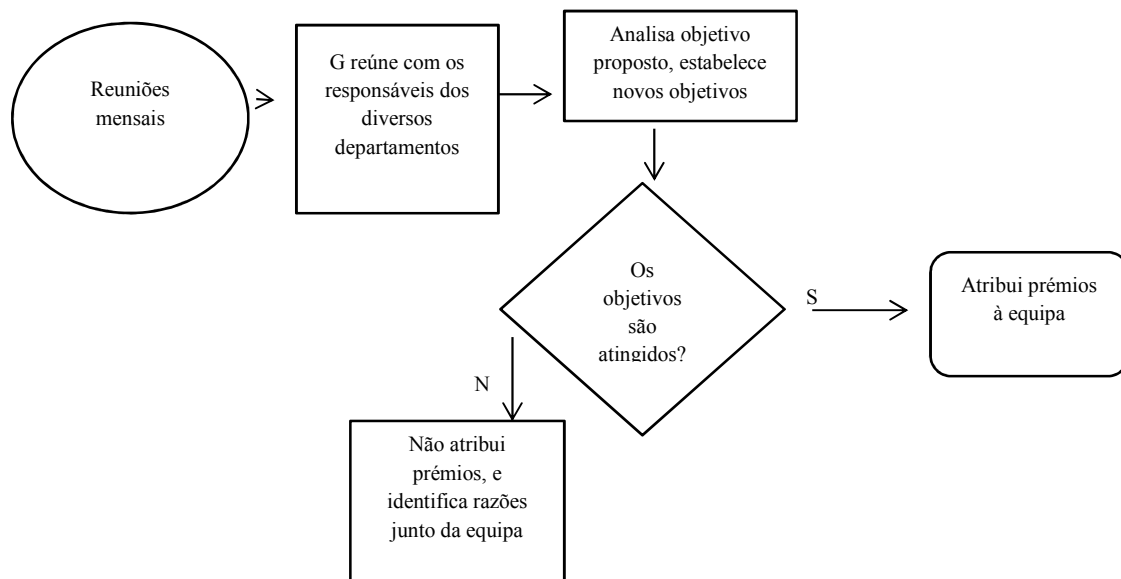 Reuniões
mensais
G reúne com os
responsáveis dos
diversos
departamentos
Analisa objetivo
proposto, estabelece
novos objetivos
Os
objetivos
são
atingidos?
S
Atribui prémios
à equipa
N
Não atribui
prémios, e
identifica razões
junto da equipa